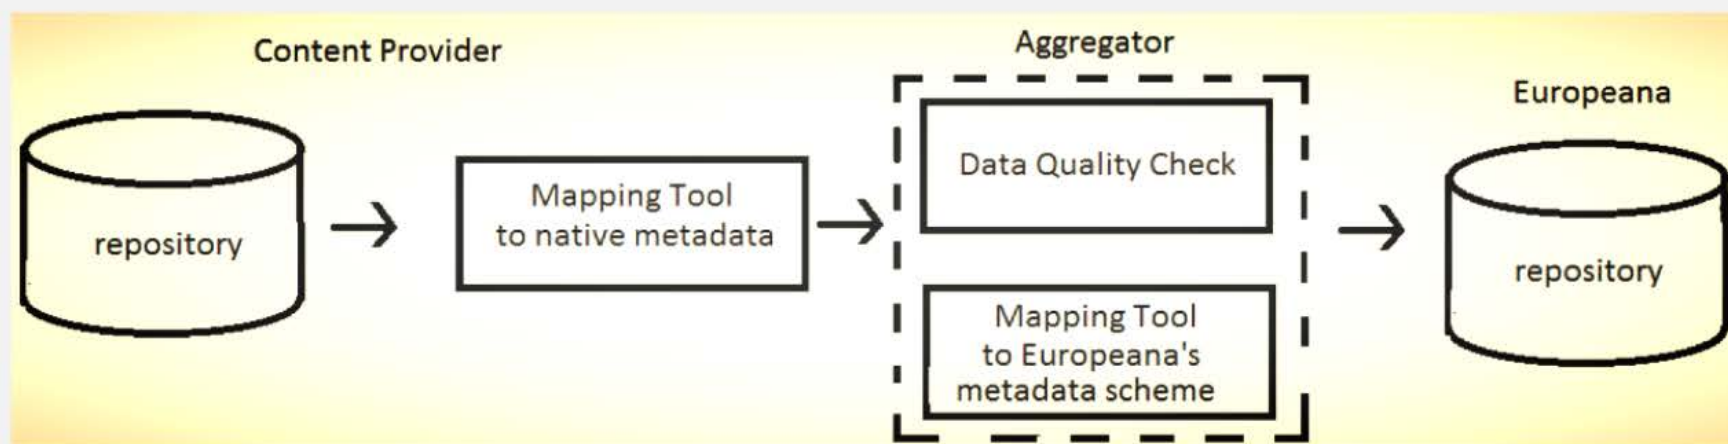 Content Provider
repository
Mapping Tool
to native metadata
Aggregator
Data Quality Check
Mapping Tool
to Europeana's
metadata scheme
Europeana
repository